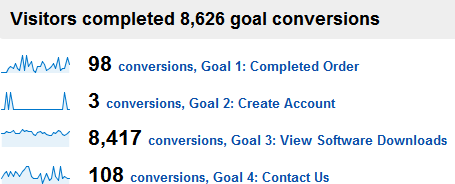 Visitors completed 8,626 goal conversions
98 conversions, Goal 1: Completed Order
3 conversions, Goal 2: Create Account
8,417 conversions, Goal 3: View Software Downloads
108 conversions, Goal 4: Contact Us